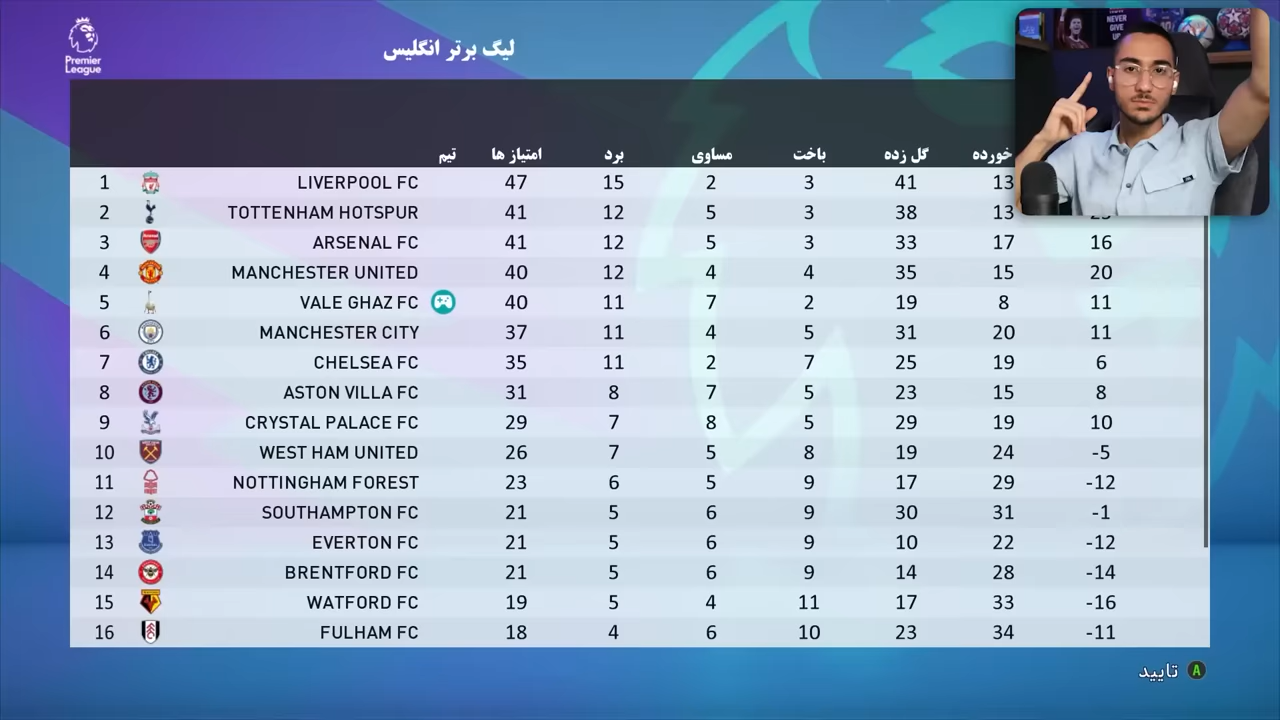 Premier
League
لیگ برتر انگلیس
NEVER
GIVE
UP
تیم امتیاز ها برد مساوی باخت گل زده خورده
1 LIVERPOOL FC 47 15 2 3 41 13
2 TOTTENHAM HOTSPUR 41 12 5 3 38 13
3 ARSENAL FC 41 12 5 3 33 17 16
4 MANCHESTER UNITED 40 12 4 4 35 15 20
5 VALE GHAZ FC 40 11 7 2 19 8 11
6 MANCHESTER CITY 37 11 4 5 31 20 11
7 CHELSEA FC 35 11 2 7 25 19 6
8 ASTON VILLA FC 31 8 7 5 23 15 8
9 CRYSTAL PALACE FC 29 7 8 5 29 19 10
10 WEST HAM UNITED 26 7 5 8 19 24 -5
11 NOTTINGHAM FOREST 23 6 5 9 17 29 -12
12 SOUTHAMPTON FC 21 5 6 9 30 31 -1
13 EVERTON FC 21 5 6 9 10 22 -12
14 BRENTFORD FC 21 5 6 9 14 28 -14
15 WATFORD FC 19 5 4 11 17 33 -16
16 FULHAM FC 18 4 6 10 23 34 -11
تایید A